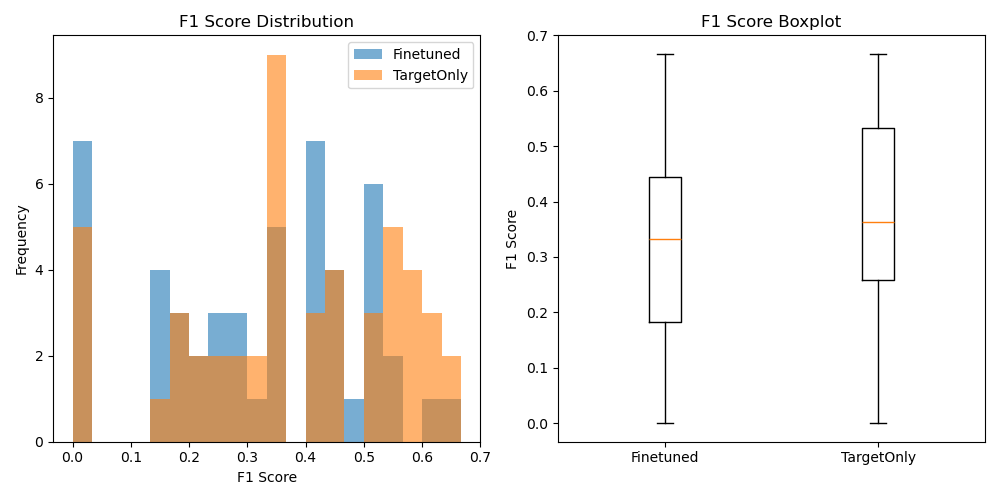 F1 Score Distribution
Finetuned
TargetOnly
Frequency
8
6
4
2
0
0.0 0.1 0.2 0.3 0.4 0.5 0.6 0.7
F1 Score
F1 Score Boxplot
F1 Score
0.7
0.6
0.5
0.4
0.3
0.2
0.1
0.0
Finetuned TargetOnly